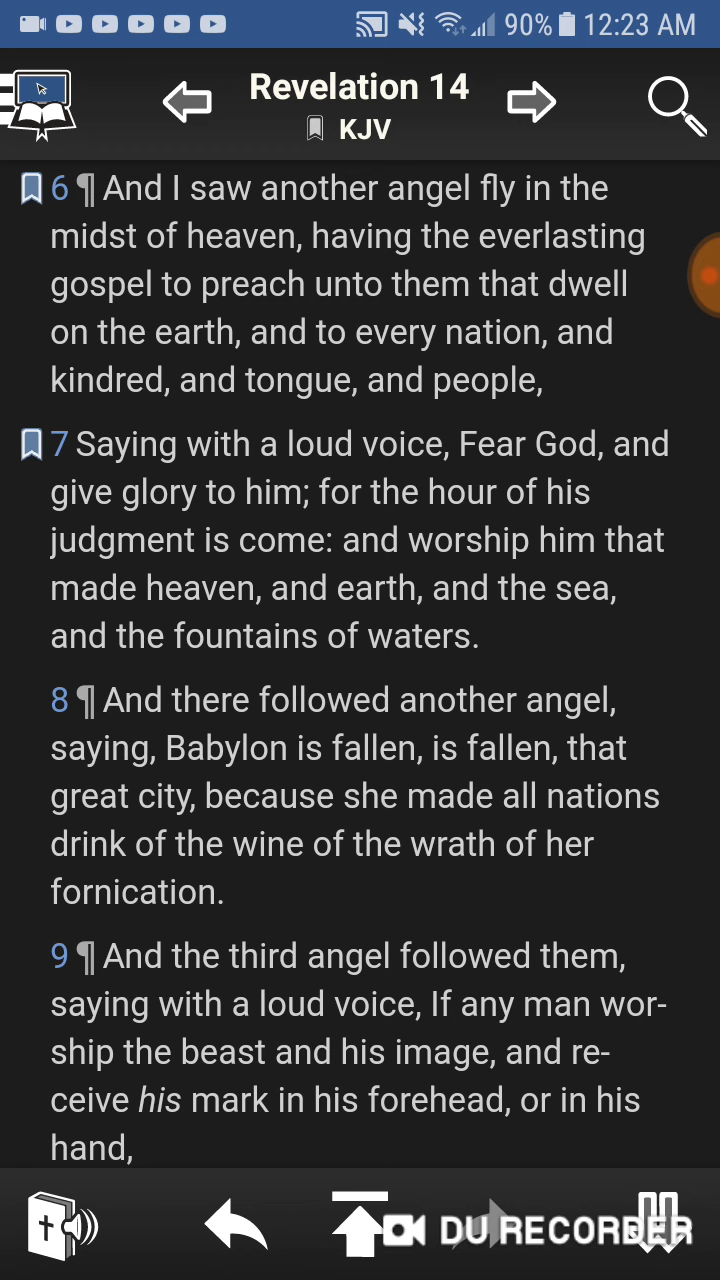 90% 12:23 AM
Revelation 14
KJV
6 ¶ And I saw another angel fly in the
midst of heaven, having the everlasting
gospel to preach unto them that dwell
on the earth, and to every nation, and
kindred, and tongue, and people,
7 Saying with a loud voice, Fear God, and
give glory to him; for the hour of his
judgment is come: and worship him that
made heaven, and earth, and the sea,
and the fountains of waters.
8 ¶ And there followed another angel,
saying, Babylon is fallen, is fallen, that
great city, because she made all nations
drink of the wine of the wrath of her
fornication.
9 ¶ And the third angel followed them,
saying with a loud voice, If any man wor-
ship the beast and his image, and re-
ceive his mark in his forehead, or in his
hand,
DU RECORDER